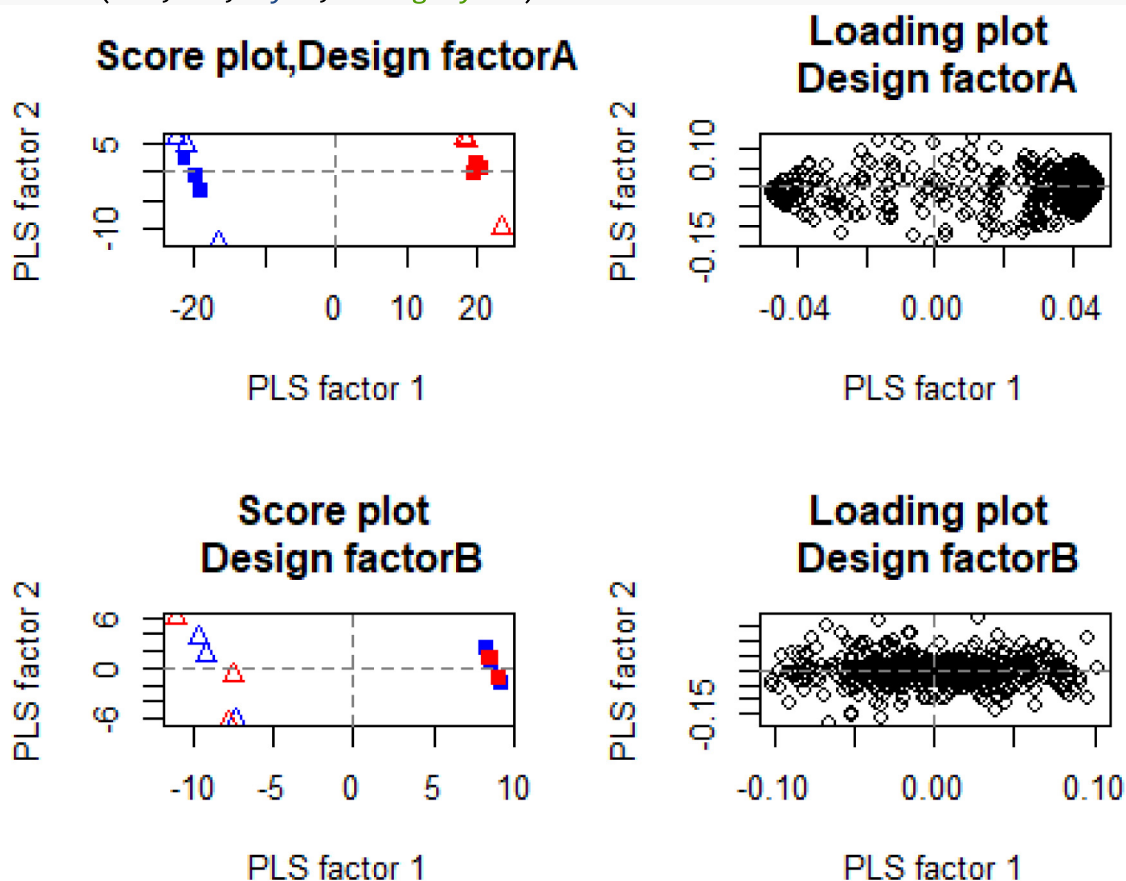 Score plot,Design factorA
PLS factor 2
5
-10
-20 0 10 20
PLS factor 1
Loading plot
Design factorA
PLS factor 2
0.10
-0.15
-0.04 0.00 0.04
PLS factor 1
Score plot
Design factorB
PLS factor 2
6
0
-6
-10 -5 0 5 10
PLS factor 1
Loading plot
Design factorB
PLS factor 2
-0.15
-0.10 0.00 0.10
PLS factor 1